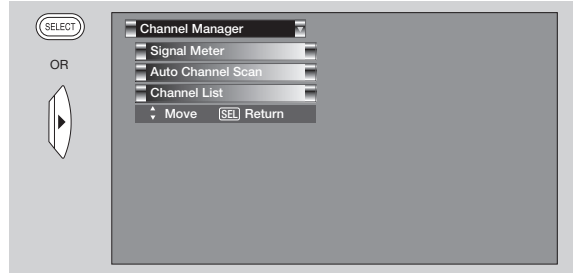 SELECT
OR
Channel Manager
Signal Meter
Auto Channel Scan
Channel List
Move SEL Return